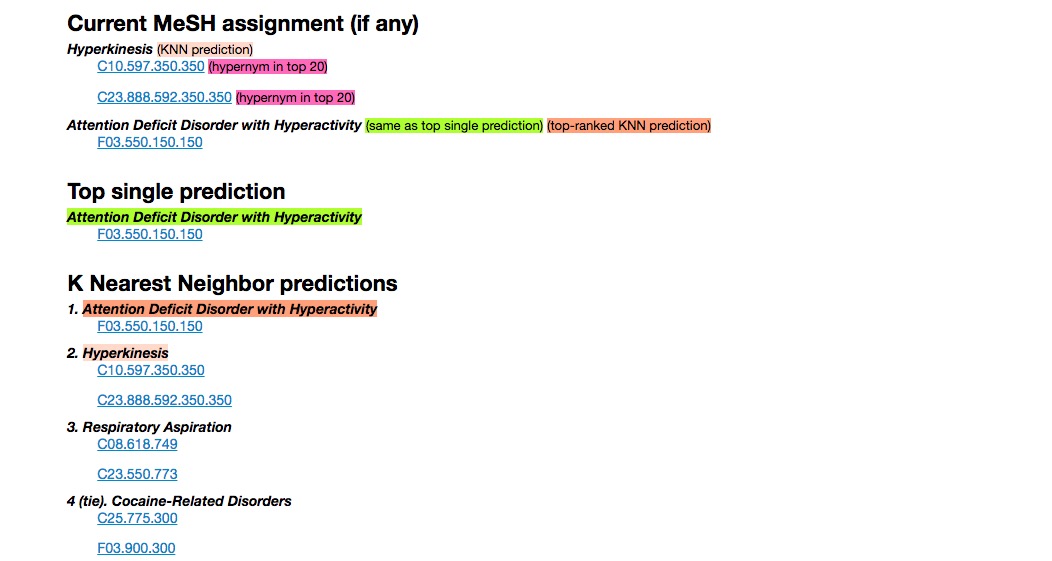 Current MeSH assignment (if any)
Hyperkinesis (KNN prediction)
C10.597.350.350 (hypernym in top 20)
C23.888.592.350.350 (hypernym in top 20)
Attention Deficit Disorder with Hyperactivity (same as top single prediction) (top-ranked KNN prediction)
F03.550.150.150
Top single prediction
Attention Deficit Disorder with Hyperactivity
F03.550.150.150
K Nearest Neighbor predictions
1. Attention Deficit Disorder with Hyperactivity
F03.550.150.150
2. Hyperkinesis
C10.597.350.350
C23.888.592.350.350
3. Respiratory Aspiration
C08.618.749
C23.550.773
4 (tie). Cocaine-Related Disorders
C25.775.300
F03.900.300